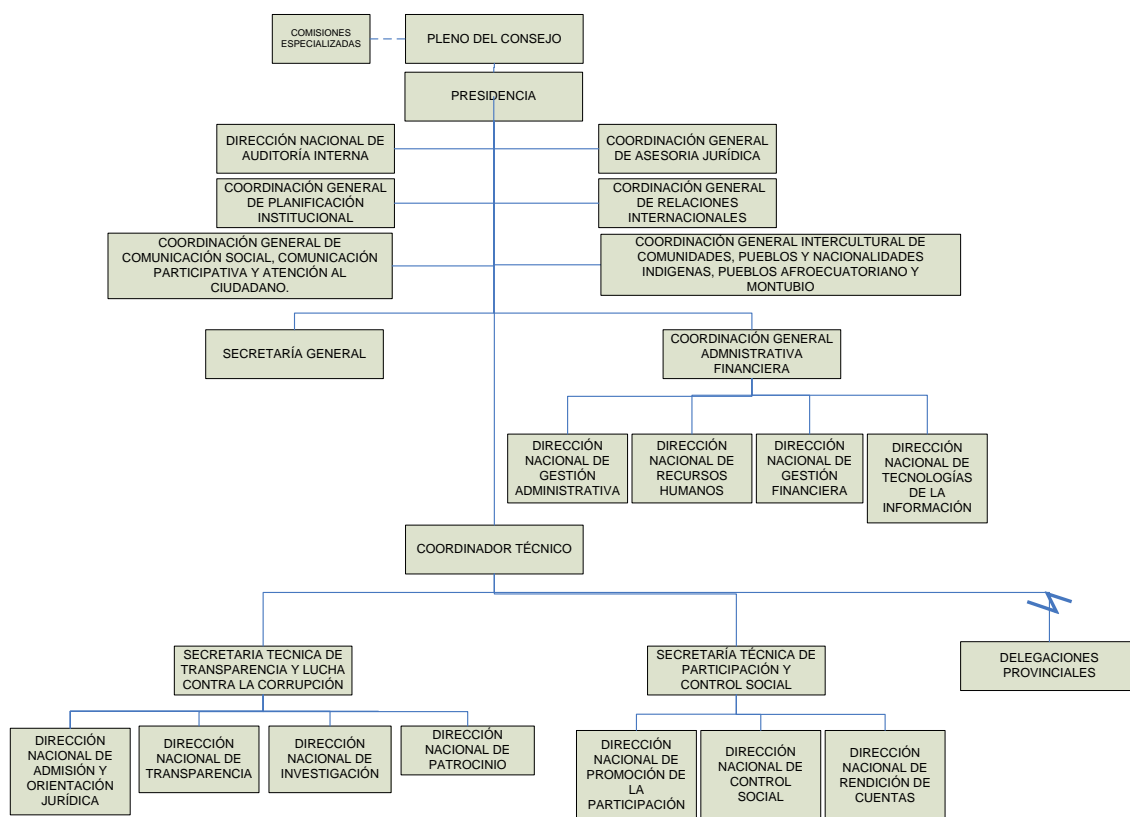 COMISIONES
ESPECIALIZADAS
PLENO DEL CONSEJO
PRESIDENCIA
DIRECCIÓN NACIONAL DE
AUDITORÍA INTERNA
COORDINACIÓN GENERAL
DE ASESORIA JURÍDICA
COORDINACIÓN GENERAL
DE PLANIFICACIÓN
INSTITUCIONAL
CORDINACIÓN GENERAL
DE RELACIONES
INTERNACIONALES
COORDINACIÓN GENERAL DE
COMUNICACIÓN SOCIAL, COMUNICACIÓN
PARTICIPATIVA Y ATENCIÓN AL
CIUDADANO.
COORDINACIÓN GENERAL INTERCULTURAL DE
COMUNIDADES, PUEBLOS Y NACIONALIDADES
INDIGENAS, PUEBLOS AFROECUATORIANO Y
MONTUBIO
SECRETARÍA GENERAL
COORDINACIÓN GENERAL
ADMNISTRATIVA
FINANCIERA
DIRECCIÓN
NACIONAL DE
GESTIÓN
ADMINISTRATIVA
DIRECCIÓN
NACIONAL DE
RECURSOS
HUMANOS
DIRECCIÓN
NACIONAL DE
GESTIÓN
FINANCIERA
DIRECCIÓN
NACIONAL DE
TECNOLOGÍAS
DE LA
INFORMACIÓN
COORDINADOR TÉCNICO
SECRETARIA TECNICA DE
TRANSPARENCIA Y LUCHA
CONTRA LA CORRUPCIÓN
SECRETARÍA TÉCNICA DE
PARTICIPACIÓN Y
CONTROL SOCIAL
DELEGACIONES
PROVINCIALES
DIRECCIÓN
NACIONAL DE
ADMISIÓN Y
ORIENTACIÓN
JURÍDICA
DIRECCIÓN
NACIONAL DE
TRANSPARENCIA
DIRECCIÓN
NACIONAL DE
INVESTIGACIÓN
DIRECCIÓN
NACIONAL DE
PATROCINIO
DIRECCIÓN
NACIONAL DE
PROMOCIÓN DE
LA
PARTICIPACIÓN
DIRECCIÓN
NACIONAL DE
CONTROL
SOCIAL
DIRECCIÓN
NACIONAL DE
RENDICIÓN DE
CUENTAS